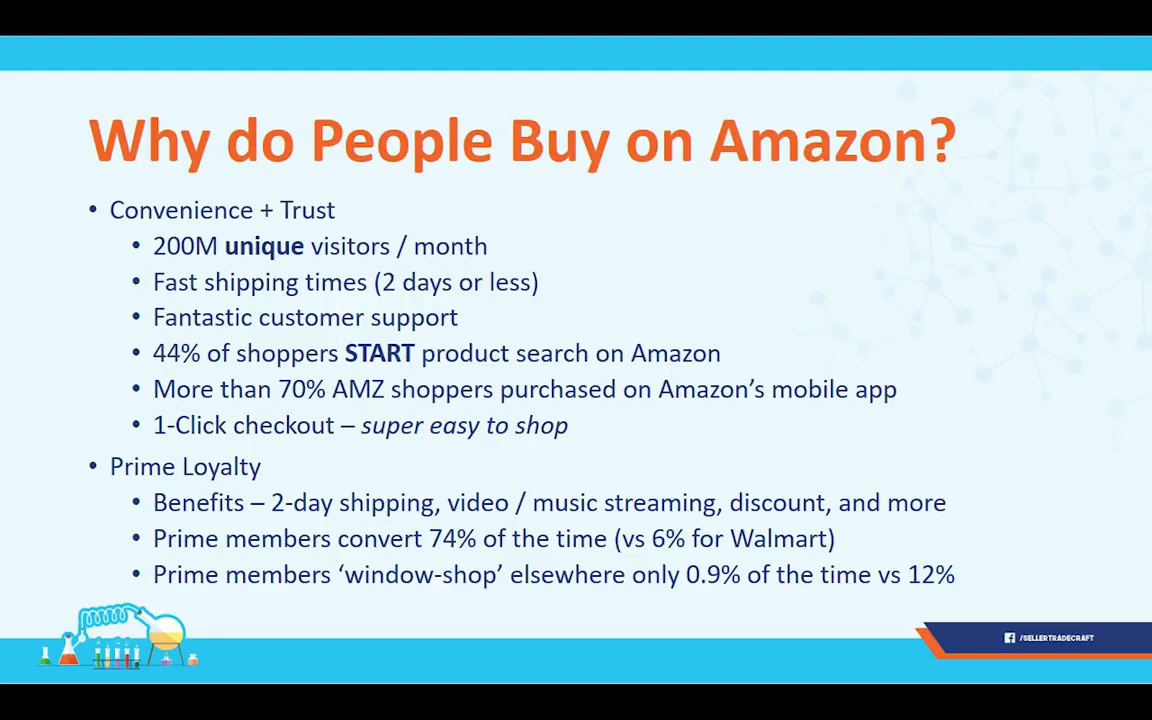 Why do People Buy on Amazon?
• Convenience + Trust
• 200M unique visitors / month
• Fast shipping times (2 days or less)
• Fantastic customer support
• 44% of shoppers START product search on Amazon
• More than 70% AMZ shoppers purchased on Amazon’s mobile app
• 1-Click checkout – super easy to shop
• Prime Loyalty
• Benefits – 2-day shipping, video / music streaming, discount, and more
• Prime members convert 74% of the time (vs 6% for Walmart)
• Prime members ‘window-shop’ elsewhere only 0.9% of the time vs 12%
/SELLERTRADECRAFT